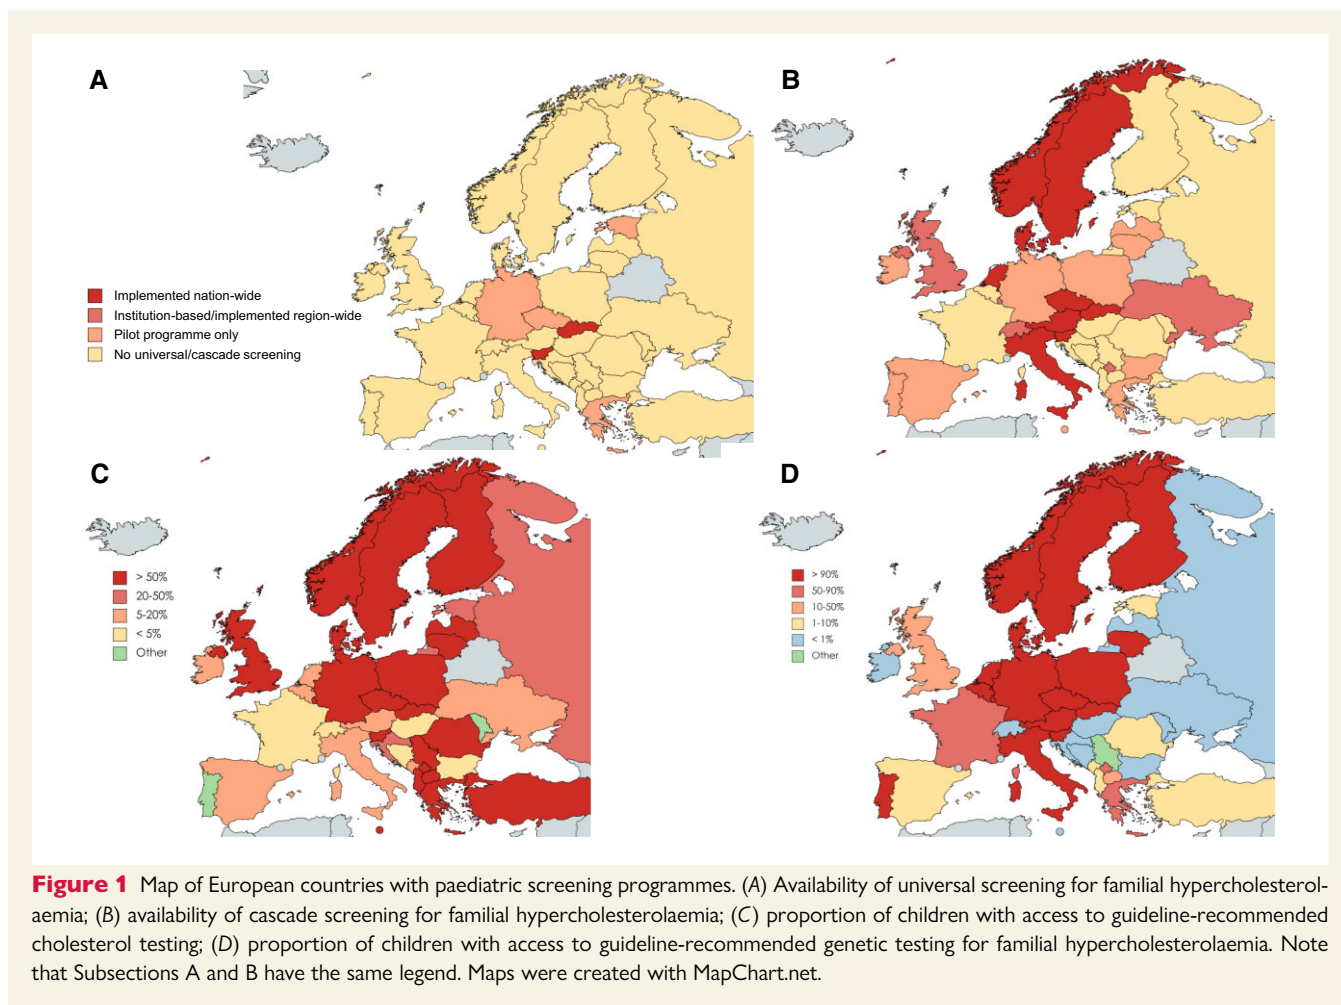 A
B
Implemented nation-wide
Institution-based/implemented region-wide
Pilot programme only
No universal/cascade screening
C
D
> 50%
20-50%
5-20%
< 5%
Other
> 90%
50-90%
10-50%
1-10%
< 1%
Other
Figure 1 Map of European countries with paediatric screening programmes. (A) Availability of universal screening for familial hypercholesterol-
aemia; (B) availability of cascade screening for familial hypercholesterolaemia; (C) proportion of children with access to guideline-recommended
cholesterol testing; (D) proportion of children with access to guideline-recommended genetic testing for familial hypercholesterolaemia. Note
that Subsections A and B have the same legend. Maps were created with MapChart.net.